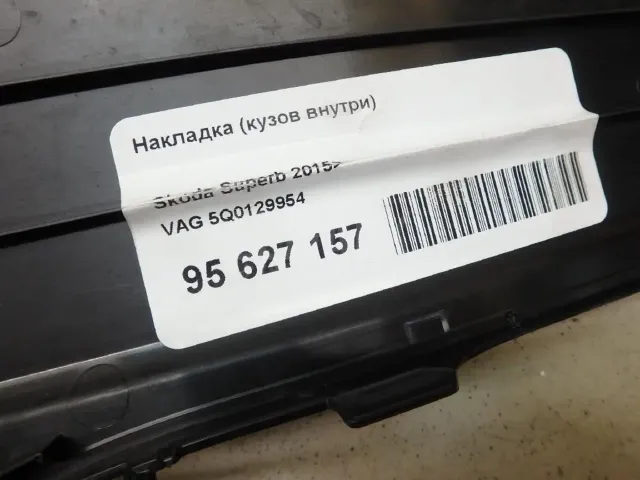 Накладка (кузов внутри)
Skoda Superb 2015>
VAG 5Q0129954
95 627 157